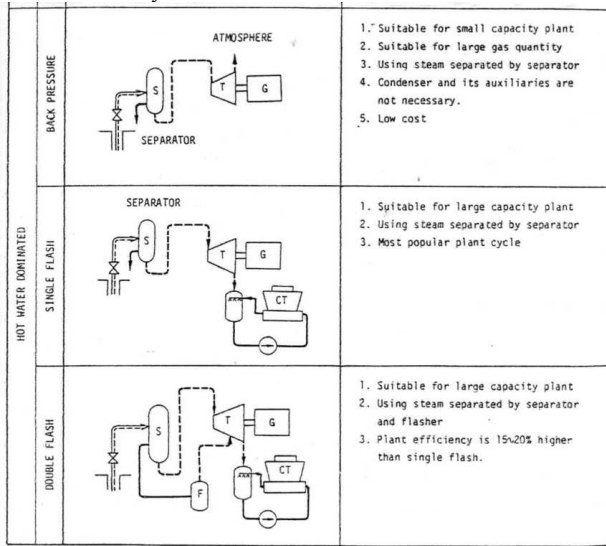 HOT WATER DOMINATED
BACK PRESSURE
ATMOSPHERE
S
T
G
SEPARATOR
1. Suitable for small capacity plant
2. Suitable for large gas quantity
3. Using steam separated by separator
4. Condenser and its auxiliaries are
not necessary.
5. Low cost
SINGLE FLASH
SEPARATOR
S
T
G
CT
1. Suitable for large capacity plant
2. Using steam separated by separator
3. Most popular plant cycle
DOUBLE FLASH
S
T
G
F
CT
1. Suitable for large capacity plant
2. Using steam separated by separator
and flasher
3. Plant efficiency is 15~20% higher
than single flash.